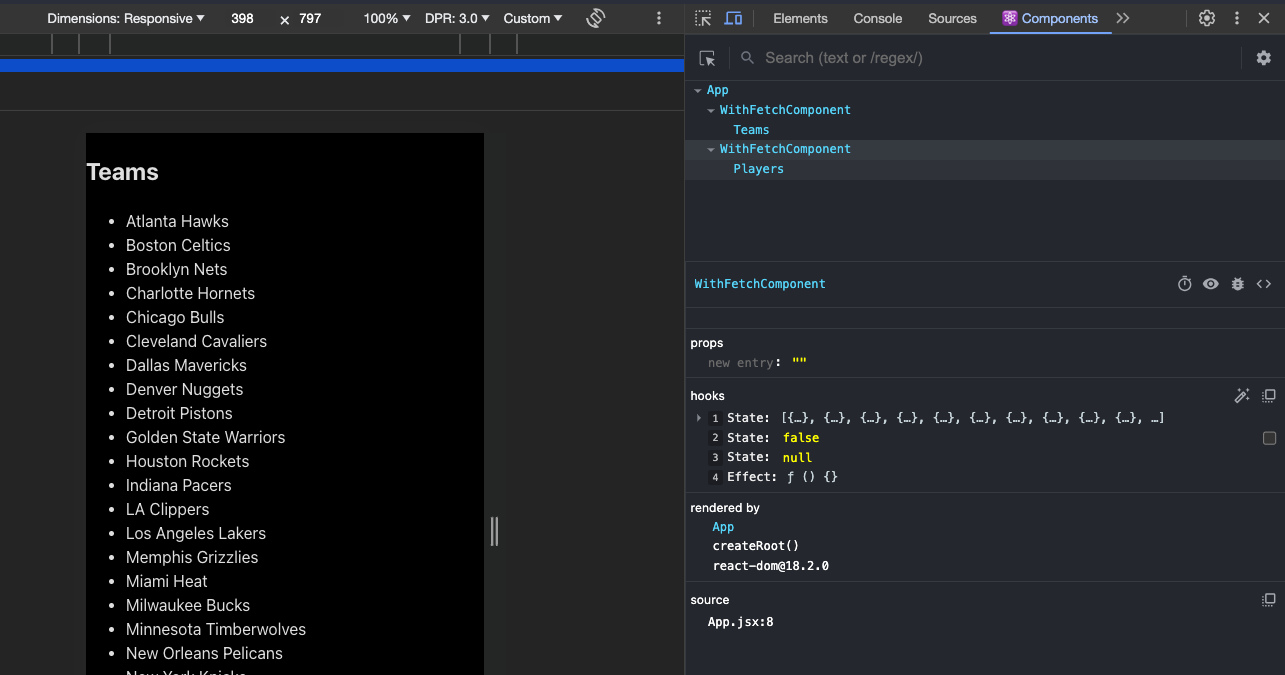 Dimensions: Responsive 398 × 797 100% DPR: 3.0 Custom
Teams
Atlanta Hawks
Boston Celtics
Brooklyn Nets
Charlotte Hornets
Chicago Bulls
Cleveland Cavaliers
Dallas Mavericks
Denver Nuggets
Detroit Pistons
Golden State Warriors
Houston Rockets
Indiana Pacers
LA Clippers
Los Angeles Lakers
Memphis Grizzlies
Miami Heat
Milwaukee Bucks
Minnesota Timberwolves
New Orleans Pelicans
New York Knicks
Elements Console Sources Components
Search (text or /regex/)
App
WithFetchComponent
Teams
WithFetchComponent
Players
WithFetchComponent
props
new entry: ""
hooks
1 State: [{…}, {…}, {…}, {…}, {…}, {…}, {…}, {…}, {…}, {…}, …]
2 State: false
3 State: null
4 Effect: ƒ () {}
rendered by
App
createRoot()
react-dom@18.2.0
source
App.jsx:8